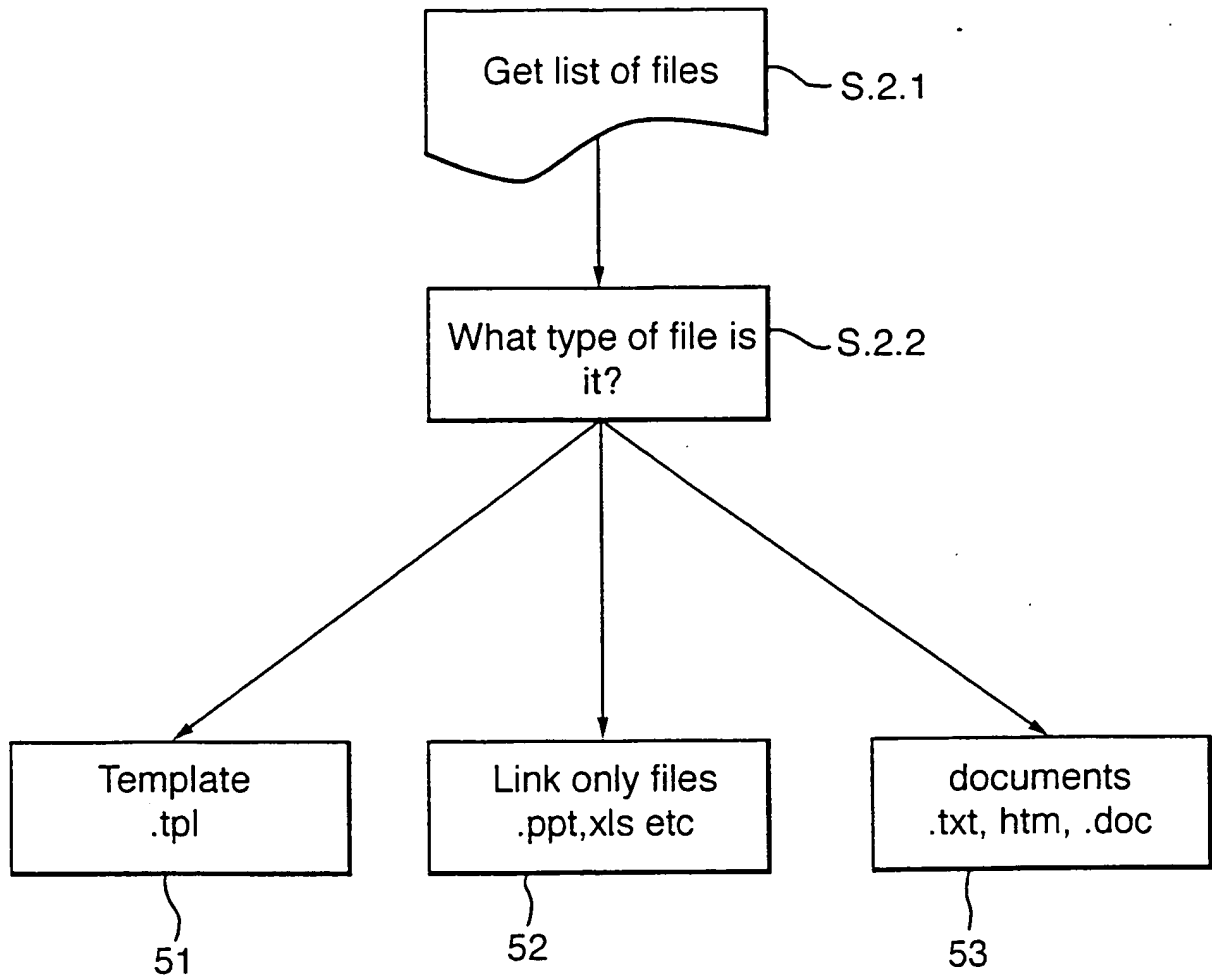 Get list of files
S.2.1
What type of file is
it?
S.2.2
Template
.tpl
Link only files
.ppt,xls etc
documents
.txt, htm, .doc
51
52
53